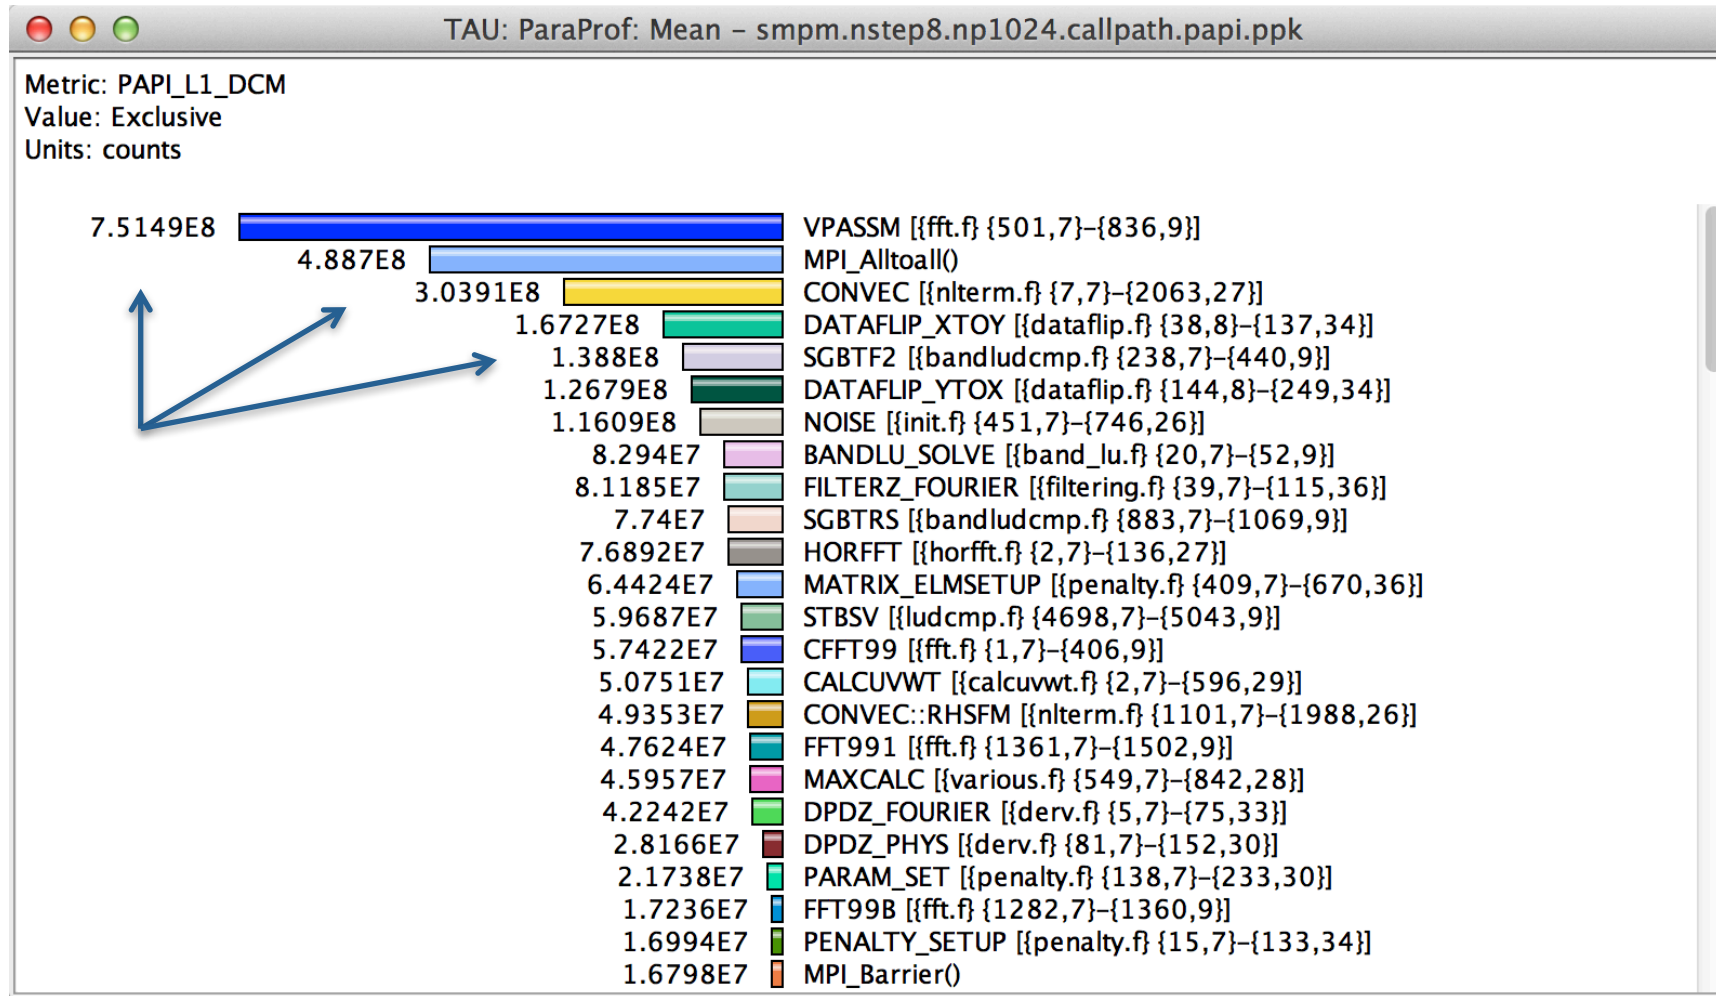 TAU: ParaProf: Mean – smpm.nstep8.np1024.callpath.papi.ppk
Metric: PAPI_L1_DCM
Value: Exclusive
Units: counts
7.5149E8 VPASSM [{fft.f} {501,7}–{836,9}]
4.887E8 MPI_Alltoall()
3.0391E8 CONVEC [{nlterm.f} {7,7}–{2063,27}]
1.6727E8 DATAFLIP_XTOY [{dataflip.f} {38,8}–{137,34}]
1.388E8 SGBTF2 [{bandludcmp.f} {238,7}–{440,9}]
1.2679E8 DATAFLIP_YTOX [{dataflip.f} {144,8}–{249,34}]
1.1609E8 NOISE [{init.f} {451,7}–{746,26}]
8.294E7 BANDLU_SOLVE [{band_lu.f} {20,7}–{52,9}]
8.1185E7 FILTERZ_FOURIER [{filtering.f} {39,7}–{115,36}]
7.74E7 SGBTRS [{bandludcmp.f} {883,7}–{1069,9}]
7.6892E7 HORFFT [{horfft.f} {2,7}–{136,27}]
6.4424E7 MATRIX_ELMSETUP [{penalty.f} {409,7}–{670,36}]
5.9687E7 STBSV [{ludcmp.f} {4698,7}–{5043,9}]
5.7422E7 CFFT99 [{fft.f} {1,7}–{406,9}]
5.0751E7 CALCUVWT [{calcuvwt.f} {2,7}–{596,29}]
4.9353E7 CONVEC::RHSFM [{nlterm.f} {1101,7}–{1988,26}]
4.7624E7 FFT991 [{fft.f} {1361,7}–{1502,9}]
4.5957E7 MAXCALC [{various.f} {549,7}–{842,28}]
4.2242E7 DPDZ_FOURIER [{derv.f} {5,7}–{75,33}]
2.8166E7 DPDZ_PHYS [{derv.f} {81,7}–{152,30}]
2.1738E7 PARAM_SET [{penalty.f} {138,7}–{233,30}]
1.7236E7 FFT99B [{fft.f} {1282,7}–{1360,9}]
1.6994E7 PENALTY_SETUP [{penalty.f} {15,7}–{133,34}]
1.6798E7 MPI_Barrier()